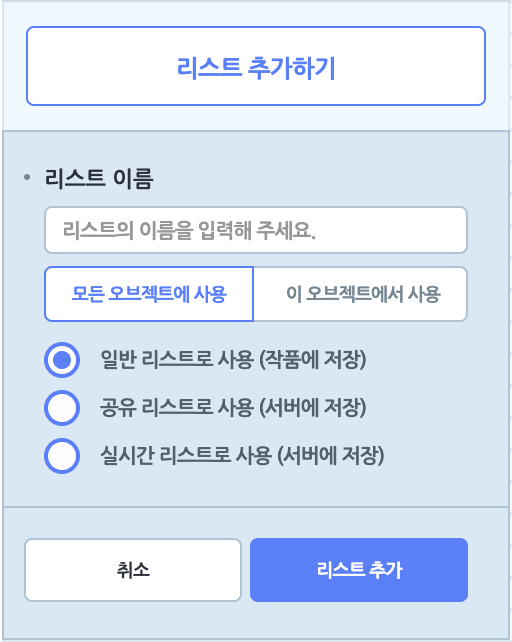 리스트 추가하기
• 리스트 이름
리스트의 이름을 입력해 주세요.
모든 오브젝트에 사용 이 오브젝트에서 사용
일반 리스트로 사용 (작품에 저장)
공유 리스트로 사용 (서버에 저장)
실시간 리스트로 사용 (서버에 저장)
취소 리스트 추가